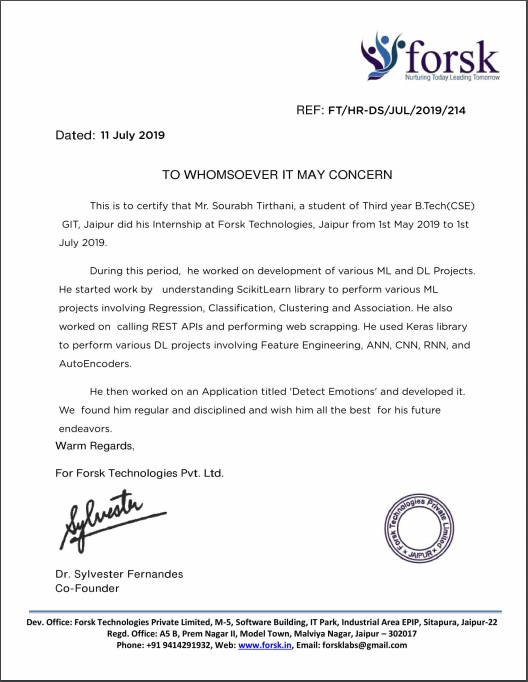 forsk
Nurturing Today Leading Tomorrow
REF: FT/HR-DS/JUL/2019/214
Dated: 11 July 2019
TO WHOMSOEVER IT MAY CONCERN
This is to certify that Mr. Sourabh Tirthani, a student of Third year B.Tech(CSE)
GIT, Jaipur did his Internship at Forsk Technologies, Jaipur from 1st May 2019 to 1st
July 2019.
During this period, he worked on development of various ML and DL Projects.
He started work by understanding ScikitLearn library to perform various ML
projects involving Regression, Classification, Clustering and Association. He also
worked on calling REST APIs and performing web scrapping. He used Keras library
to perform various DL projects involving Feature Engineering, ANN, CNN, RNN, and
AutoEncoders.
He then worked on an Application titled 'Detect Emotions' and developed it.
We found him regular and disciplined and wish him all the best for his future
endeavors.
Warm Regards,
For Forsk Technologies Pvt. Ltd.
Sylvester
Forsk Technologies Private Limited
JAIPUR
Dr. Sylvester Fernandes
Co-Founder
Dev. Office: Forsk Technologies Private Limited, M-5, Software Building, IT Park, Industrial Area EPIP, Sitapura, Jaipur-22
Regd. Office: A5 B, Prem Nagar II, Model Town, Malviya Nagar, Jaipur – 302017
Phone: +91 9414291932, Web: www.forsk.in, Email: forsklabs@gmail.com